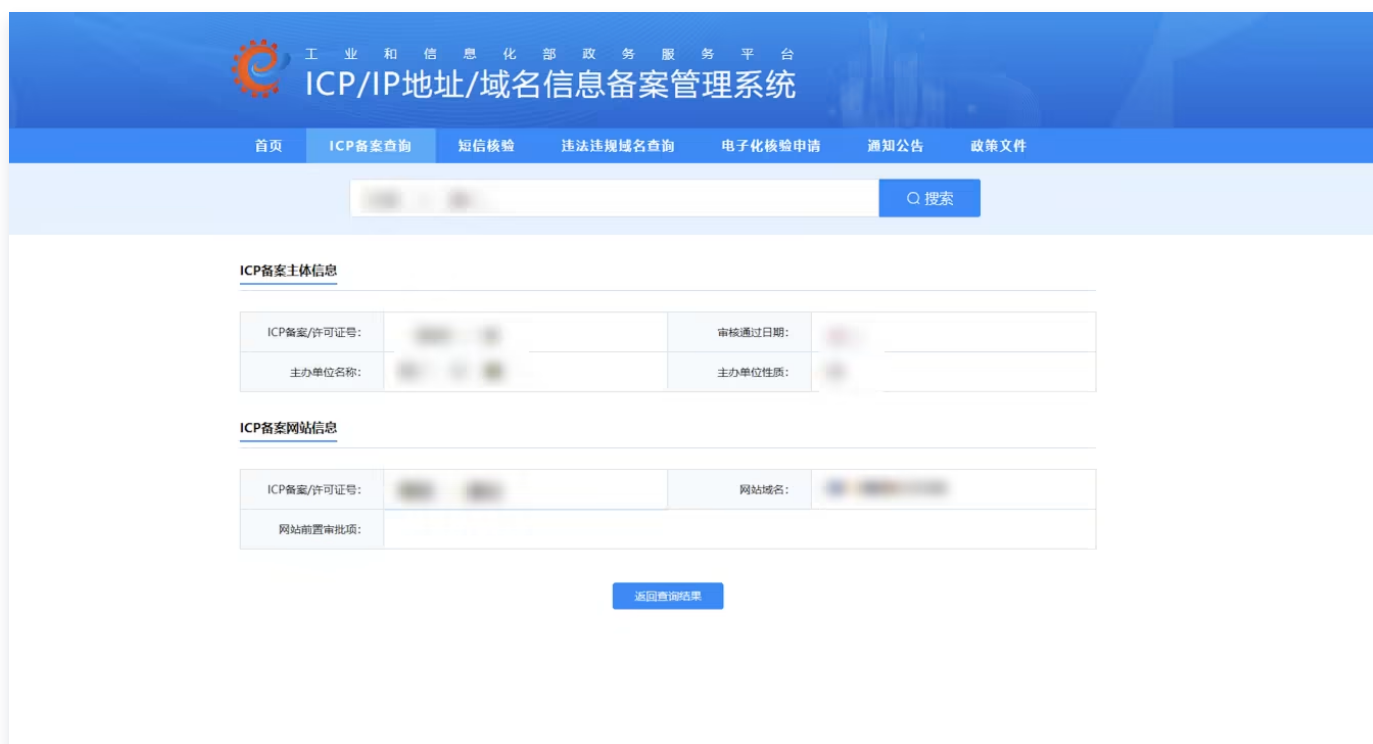 工业和信息化部政务服务平台
ICP/IP地址/域名信息备案管理系统
首页 ICP备案查询 短信核验 违法违规域名查询 电子化核验申请 通知公告 政策文件
搜索
ICP备案主体信息
ICP备案/许可证号： 审核通过日期：
主办单位名称： 主办单位性质：
ICP备案网站信息
ICP备案/许可证号： 网站域名：
网站前置审批项：
返回查询结果